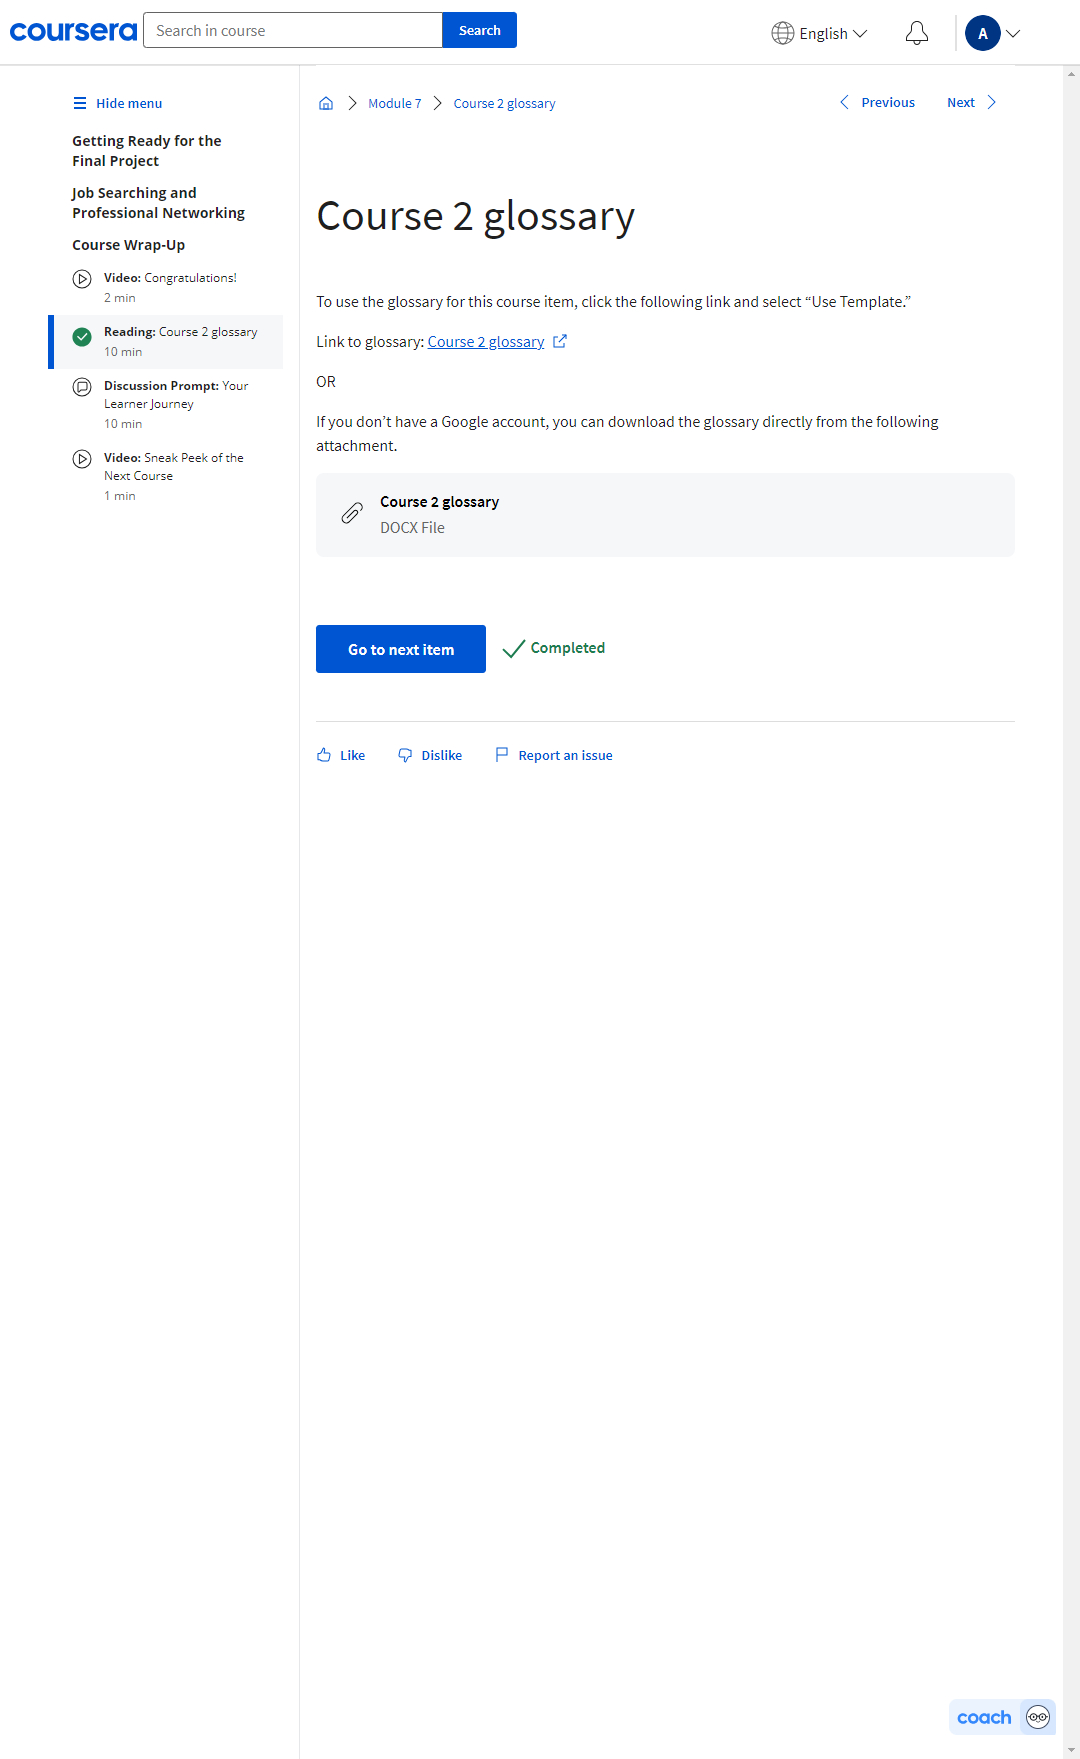 coursera
Search in course
Search
English
A
Hide menu
Getting Ready for the
Final Project
Job Searching and
Professional Networking
Course Wrap-Up
Video: Congratulations!
2 min
Reading: Course 2 glossary
10 min
Discussion Prompt: Your
Learner Journey
10 min
Video: Sneak Peek of the
Next Course
1 min
Module 7
Course 2 glossary
Previous
Next
Course 2 glossary
To use the glossary for this course item, click the following link and select “Use Template.”
Link to glossary: Course 2 glossary
OR
If you don’t have a Google account, you can download the glossary directly from the following
attachment.
Course 2 glossary
DOCX File
Go to next item
Completed
Like
Dislike
Report an issue
coach